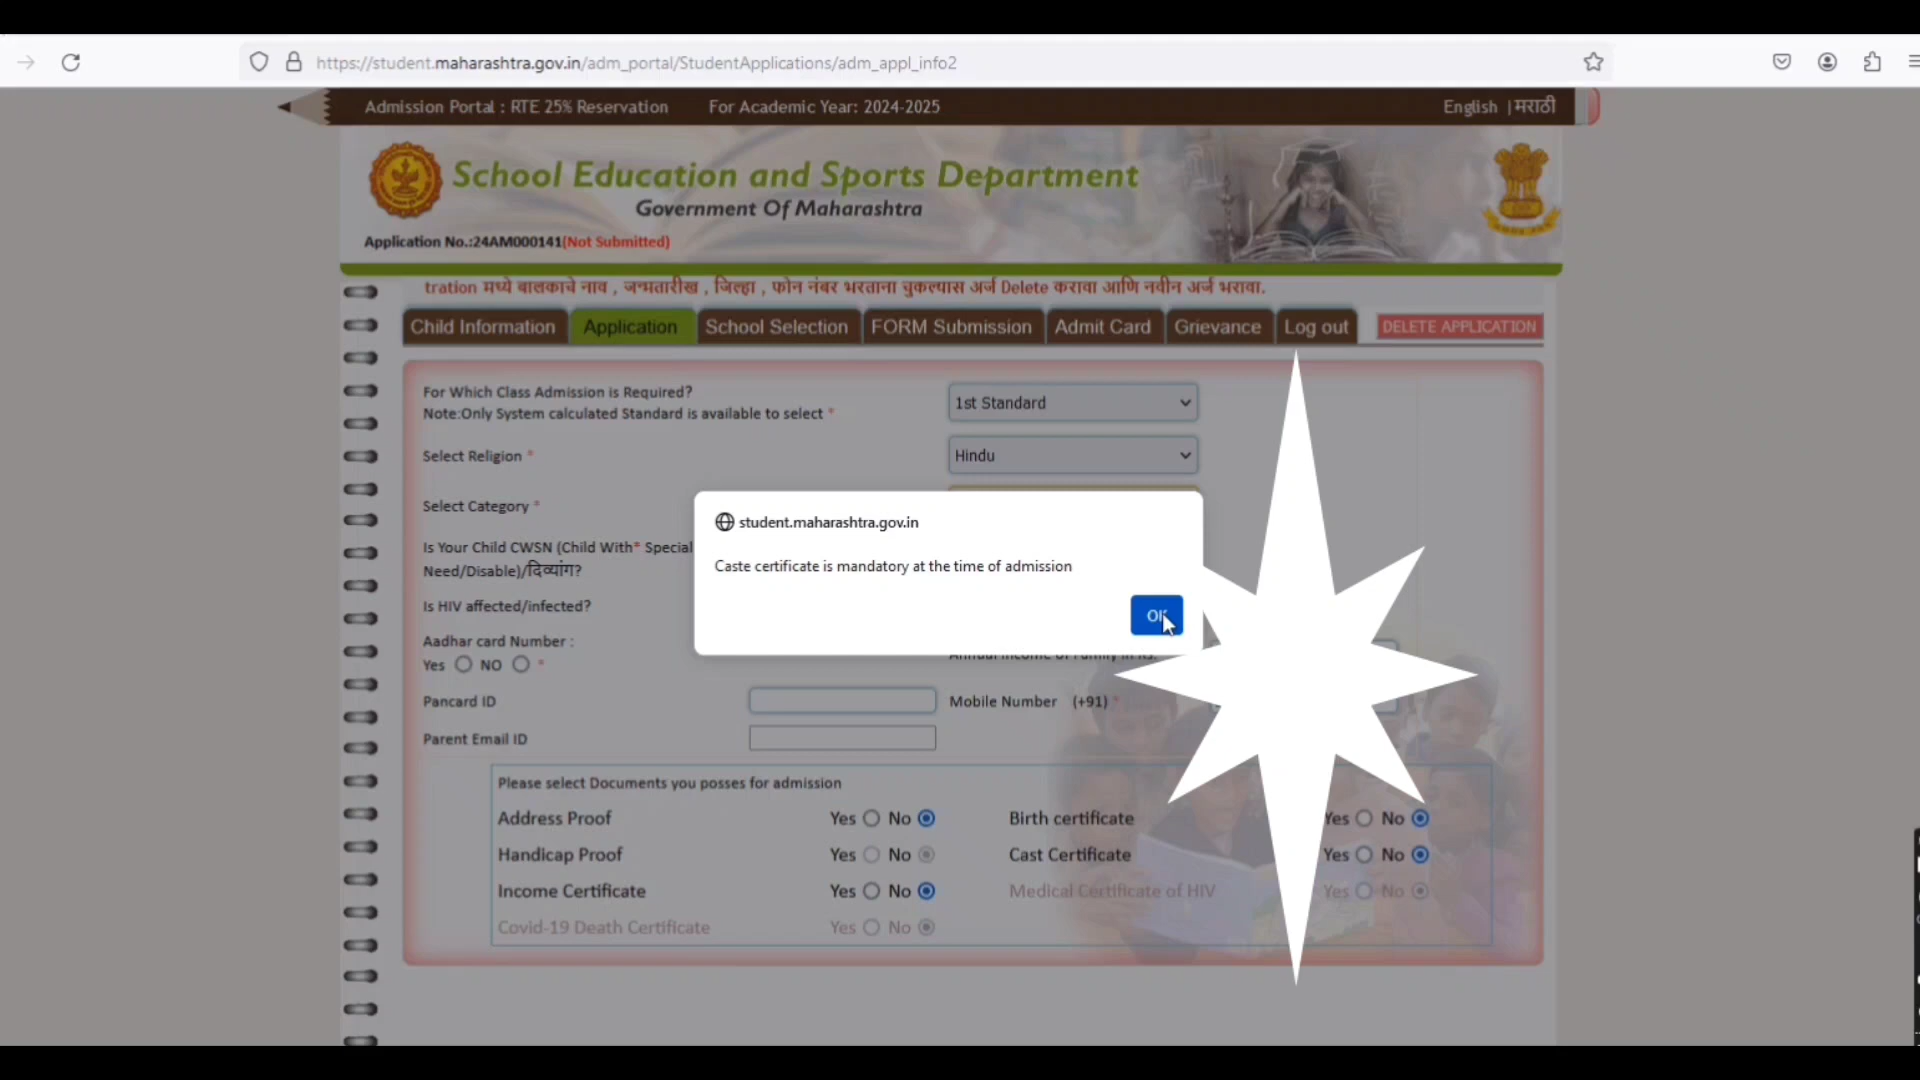 https://student.maharashtra.gov.in/adm_portal/StudentApplications/adm_appl_info2
Admission Portal : RTE 25% Reservation For Academic Year: 2024-2025 English | मराठी
School Education and Sports Department
Government Of Maharashtra
Application No.:24AM000141(Not Submitted)
tration मध्ये बालकाचे नाव , जन्मतारीख , जिल्हा , फोन नंबर भरताना चुकल्यास अर्ज Delete करावा आणि नवीन अर्ज भरावा.
Child Information Application School Selection FORM Submission Admit Card Grievance Log out DELETE APPLICATION
For Which Class Admission is Required?
Note:Only System calculated Standard is available to select * 1st Standard
Select Religion * Hindu
Select Category *
student.maharashtra.gov.in
Is Your Child CWSN (Child With* Special
Need/Disable)/दिव्यांग?
Caste certificate is mandatory at the time of admission
Is HIV affected/infected?
OK
Aadhar card Number :
Yes NO *
Annual Income of Family in Rs.
Pancard ID Mobile Number (+91) *
Parent Email ID
Please select Documents you posses for admission
Address Proof Yes No Birth certificate Yes No
Handicap Proof Yes No Cast Certificate Yes No
Income Certificate Yes No Medical Certificate of HIV Yes No
Covid-19 Death Certificate Yes No